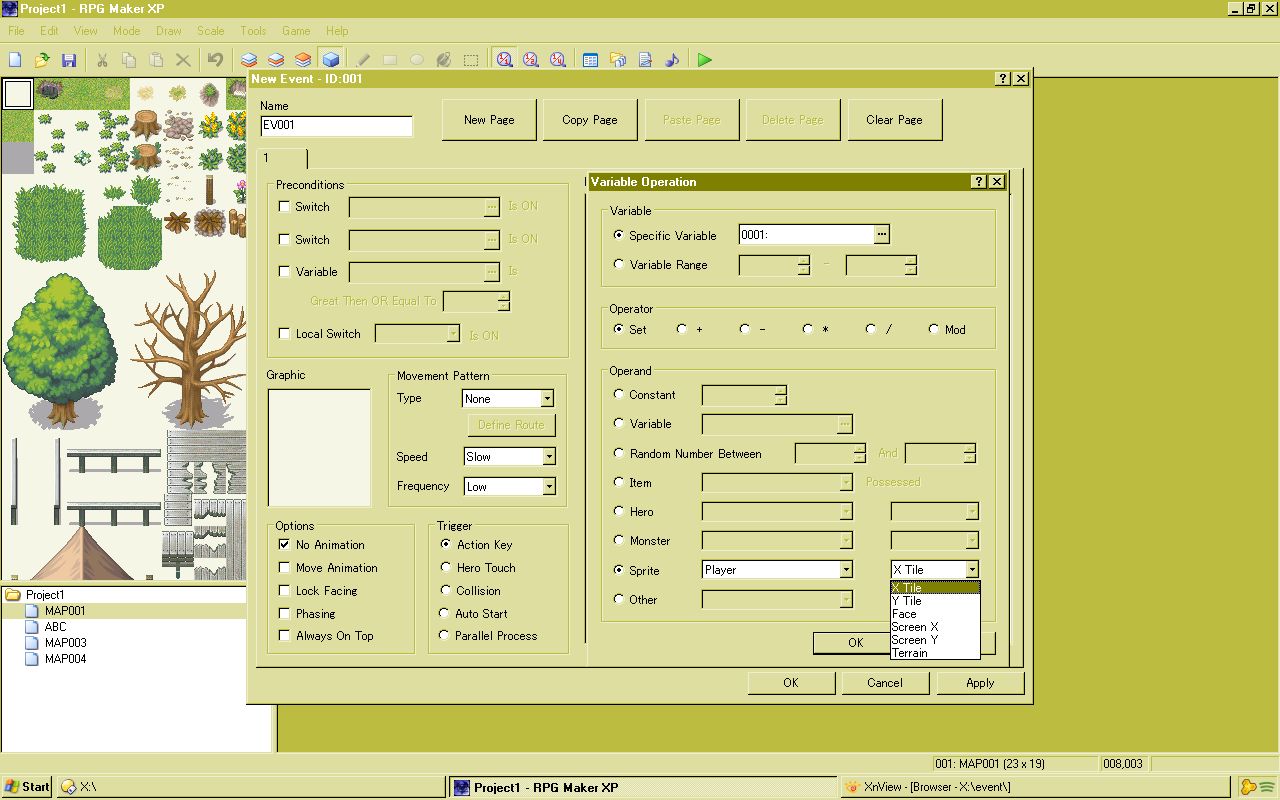 Project1 - RPG Maker XP
File Edit View Mode Draw Scale Tools Game Help
New Event - ID:001
Name
EV001
New Page
Copy Page
Paste Page
Delete Page
Clear Page
1
Preconditions
Switch
Is ON
Switch
Is ON
Variable
Is
Great Then OR Equal To
Local Switch
Is ON
Graphic
Movement Pattern
Type
None
Define Route
Speed
Slow
Frequency
Low
Options
No Animation
Move Animation
Lock Facing
Phasing
Always On Top
Trigger
Action Key
Hero Touch
Collision
Auto Start
Parallel Process
Variable Operation
Variable
Specific Variable
0001:
Variable Range
-
Operator
Set + - * / Mod
Operand
Constant
Variable
Random Number Between
And
Item
Possessed
Hero
Monster
Sprite
Player
X Tile
Other
X Tile
Y Tile
Face
Screen X
Screen Y
Terrain
OK
OK
Cancel
Apply
Project1
MAP001
ABC
MAP003
MAP004
001: MAP001 (23 x 19)
008,003
Start
X:\
Project1 - RPG Maker XP
XnView - [Browser - X:\event\]